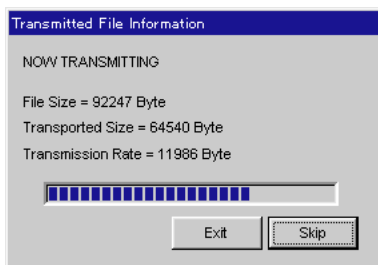 Transmitted File Information
NOW TRANSMITTING
File Size = 92247 Byte
Transported Size = 64540 Byte
Transmission Rate = 11986 Byte
Exit
Skip